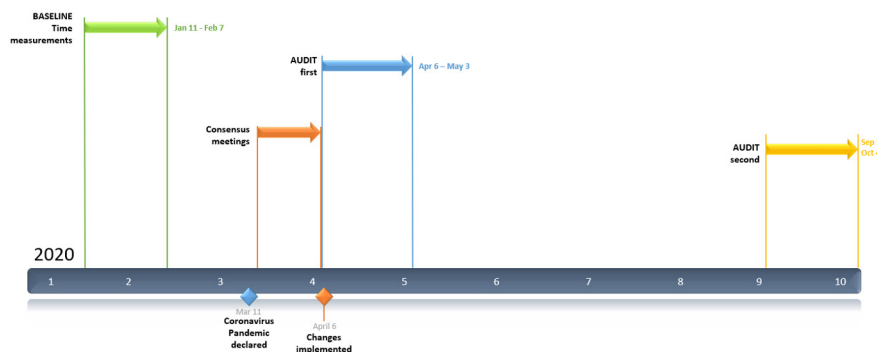 BASELINE
Time
measurements
Jan 11 - Feb 7
AUDIT
first
Apr 6 – May 3
Consensus
meetings
AUDIT
second
Sep
Oct
2020
1 2 3 4 5 6 7 8 9 10
Mar 11
Coronavirus
Pandemic
declared
April 6
Changes
implemented